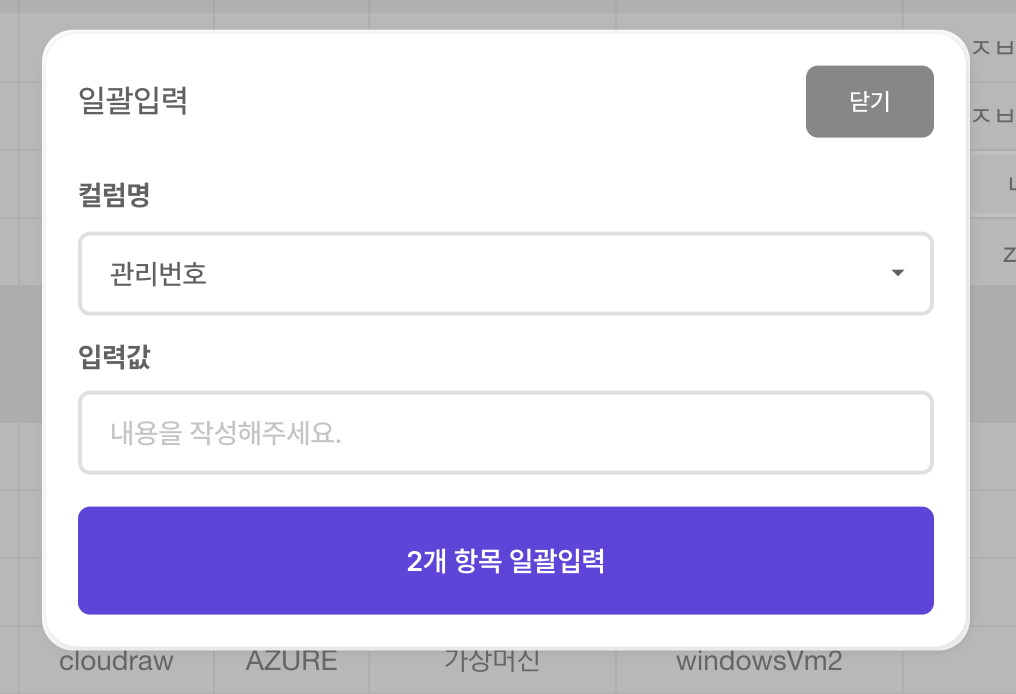 일괄입력
닫기
컬럼명
관리번호
입력값
내용을 작성해주세요.
2개 항목 일괄입력
cloudraw AZURE 가상머신 windowsVm2